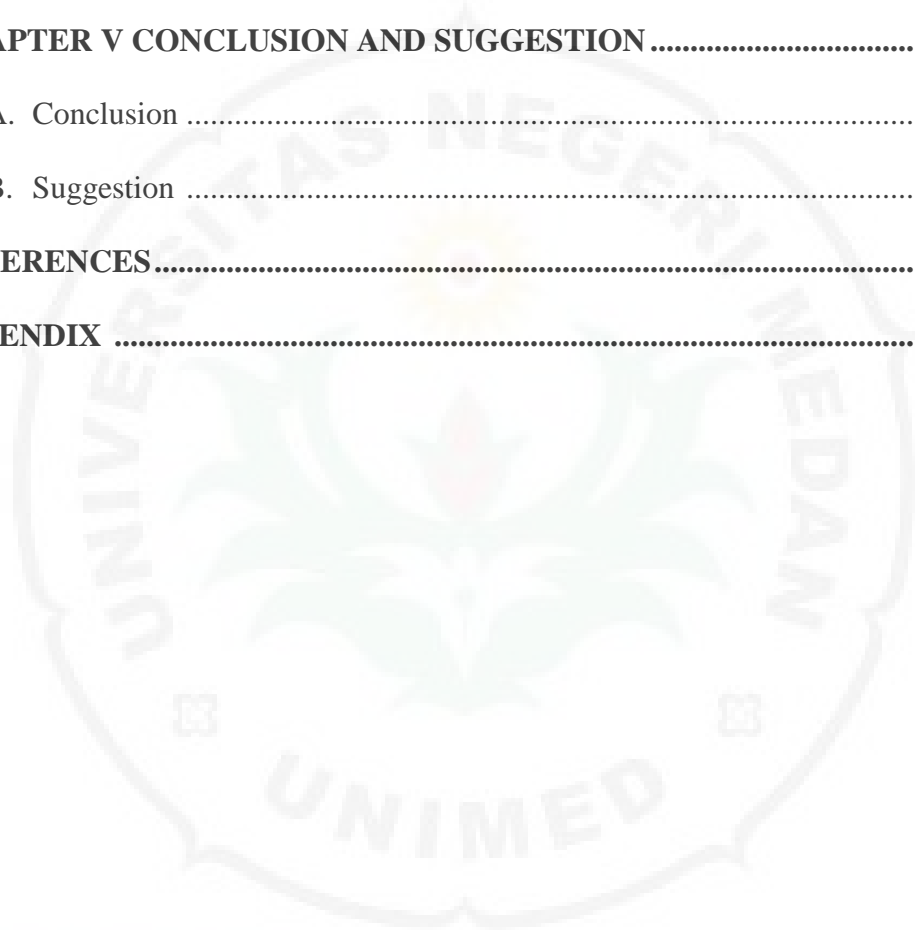 APTER V CONCLUSION AND SUGGESTION .................................
A. Conclusion ..............................................................................
B. Suggestion ..............................................................................
ERENCES ...............................................................................................
ENDIX ....................................................................................................
UNIVERSITAS NEGERI MEDAN
UNIMED